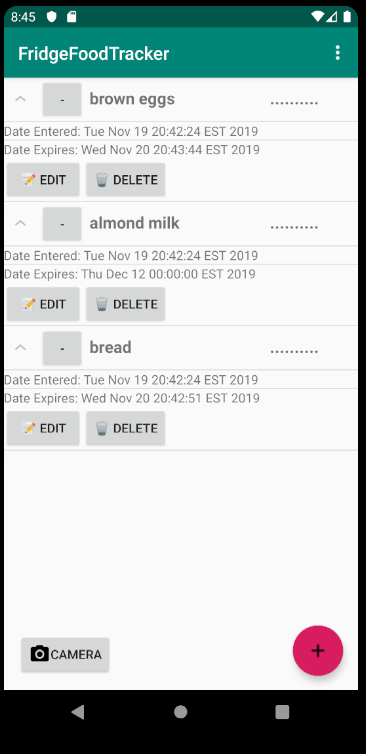 8:45
FridgeFoodTracker
- brown eggs ..........
Date Entered: Tue Nov 19 20:42:24 EST 2019
Date Expires: Wed Nov 20 20:43:44 EST 2019
EDIT DELETE
- almond milk ..........
Date Entered: Tue Nov 19 20:42:24 EST 2019
Date Expires: Thu Dec 12 00:00:00 EST 2019
EDIT DELETE
- bread ..........
Date Entered: Tue Nov 19 20:42:24 EST 2019
Date Expires: Wed Nov 20 20:42:51 EST 2019
EDIT DELETE
CAMERA +